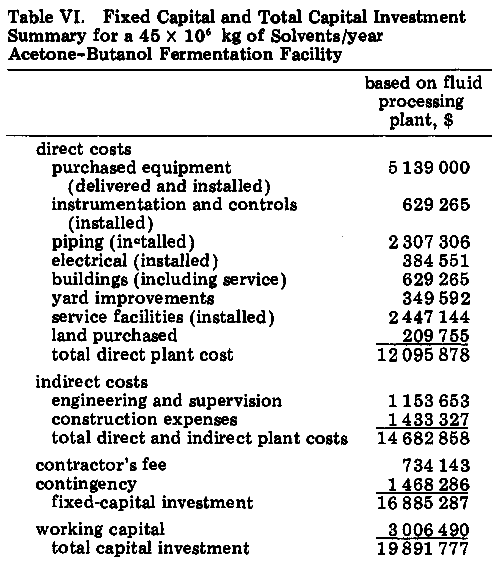 Table VI. Fixed Capital and Total Capital Investment
Summary for a 45 × 10⁶ kg of Solvents/year
Acetone-Butanol Fermentation Facility
based on fluid
processing
plant, $
direct costs
purchased equipment 5 139 000
(delivered and installed)
instrumentation and controls 629 265
(installed)
piping (installed) 2 307 306
electrical (installed) 384 551
buildings (including service) 629 265
yard improvements 349 592
service facilities (installed) 2 447 144
land purchased 209 755
total direct plant cost 12 095 878
indirect costs
engineering and supervision 1 153 653
construction expenses 1 433 327
total direct and indirect plant costs 14 682 858
contractor's fee 734 143
contingency 1 468 286
fixed-capital investment 16 885 287
working capital 3 006 490
total capital investment 19 891 777